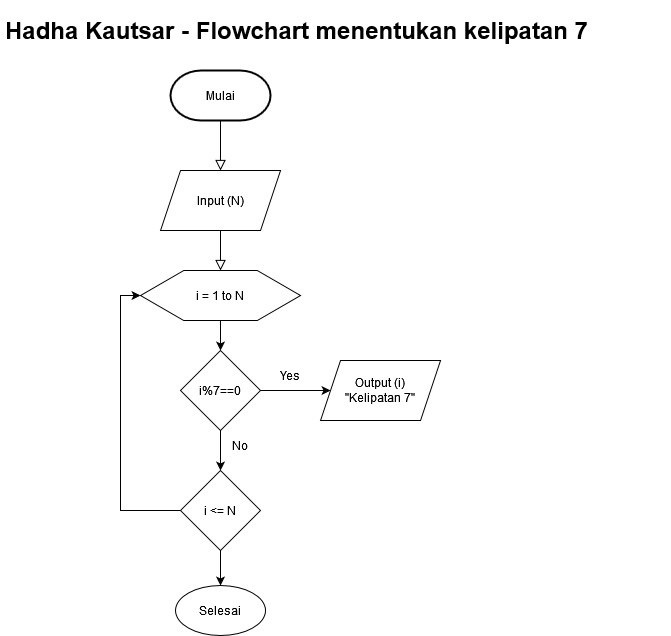 Hadha Kautsar - Flowchart menentukan kelipatan 7
Mulai
Input (N)
i = 1 to N
i%7==0
Yes
Output (i)
"Kelipatan 7"
No
i <= N
Selesai